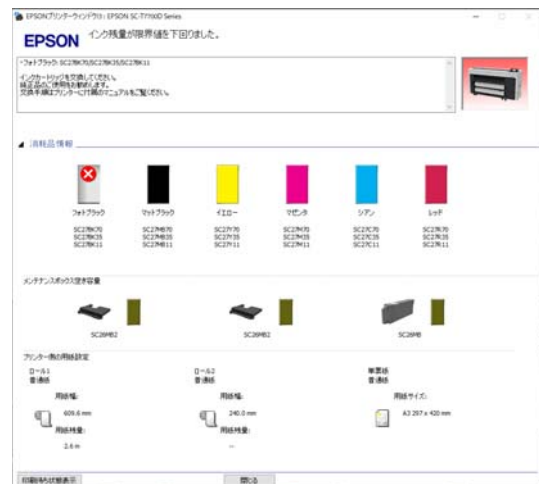 EPSONプリンターウィンドウ!3 : EPSON SC-T7700D Series
EPSON
インク残量が限界値を下回りました。
・フォトブラック: SC27BK70/SC27BK35/SC27BK11
インクカートリッジを交換してください。
純正品のご使用をお勧めします。
交換手順はプリンターに付属のマニュアルをご覧ください。
消耗品情報
フォトブラック マットブラック イエロー マゼンタ シアン レッド
SC27BK70 SC27MB70 SC27Y70 SC27M70 SC27C70 SC27R70
SC27BK35 SC27MB35 SC27Y35 SC27M35 SC27C35 SC27R35
SC27BK11 SC27MB11 SC27Y11 SC27M11 SC27C11 SC27R11
メンテナンスボックス空き容量
SC26MB2 SC26MB2 SC26MB
プリンター側の用紙設定
ロール1 ロール2 単票紙
普通紙 普通紙 普通紙
用紙幅: 用紙幅: 用紙サイズ:
609.6 mm 240.0 mm A3 297 x 420 mm
用紙残量: 用紙残量:
2.6 m --
印刷待ち状態表示 閉じる